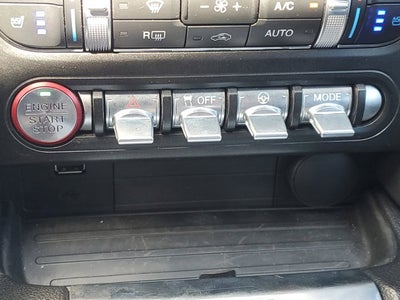 A/C
R
AUTO
ENGINE
START
STOP
OFF
MODE